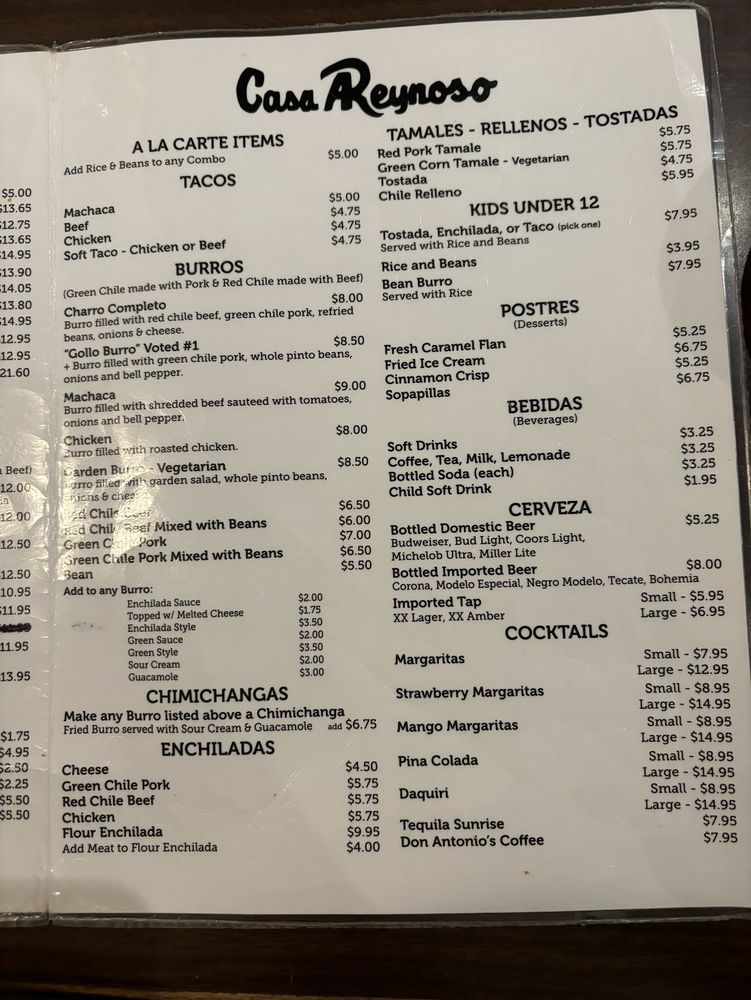 $5.00
$13.65
$12.75
$13.65
$14.95
$13.90
$14.05
$13.80
$14.95
12.95
12.95
21.60
Beef)
12.00
12.00
12.50
12.50
10.95
$11.95
11.95
13.95
$1.75
$4.95
$2.50
$2.25
$5.50
$5.50
Casa Reynoso
A LA CARTE ITEMS
Add Rice & Beans to any Combo $5.00
TACOS
Machaca $5.00
Beef $4.75
Chicken $4.75
Soft Taco - Chicken or Beef $4.75
BURROS
(Green Chile made with Pork & Red Chile made with Beef)
Charro Completo $8.00
Burro filled with red chile beef, green chile pork, refried
beans, onions & cheese.
"Gollo Burro" Voted #1 $8.50
+ Burro filled with green chile pork, whole pinto beans,
onions and bell pepper.
Machaca $9.00
Burro filled with shredded beef sauteed with tomatoes,
onions and bell pepper.
Chicken $8.00
Burro filled with roasted chicken.
Garden Burro - Vegetarian $8.50
Burro filled with garden salad, whole pinto beans,
onions & cheese
Red Chile Beef $6.50
Red Chile Beef Mixed with Beans $6.00
Green Chile Pork $7.00
Green Chile Pork Mixed with Beans $6.50
Bean $5.50
Add to any Burro:
Enchilada Sauce $2.00
Topped w/ Melted Cheese $1.75
Enchilada Style $3.50
Green Sauce $2.00
Green Style $3.50
Sour Cream $2.00
Guacamole $3.00
CHIMICHANGAS
Make any Burro listed above a Chimichanga
Fried Burro served with Sour Cream & Guacamole add $6.75
ENCHILADAS
Cheese $4.50
Green Chile Pork $5.75
Red Chile Beef $5.75
Chicken $5.75
Flour Enchilada $9.95
Add Meat to Flour Enchilada $4.00
TAMALES - RELLENOS - TOSTADAS
Red Pork Tamale $5.75
Green Corn Tamale - Vegetarian $5.75
Tostada $4.75
Chile Relleno $5.95
KIDS UNDER 12
Tostada, Enchilada, or Taco (pick one) $7.95
Served with Rice and Beans
Rice and Beans $3.95
Bean Burro $7.95
Served with Rice
POSTRES
(Desserts)
Fresh Caramel Flan $5.25
Fried Ice Cream $6.75
Cinnamon Crisp $5.25
Sopapillas $6.75
BEBIDAS
(Beverages)
Soft Drinks $3.25
Coffee, Tea, Milk, Lemonade $3.25
Bottled Soda (each) $3.25
Child Soft Drink $1.95
CERVEZA
Bottled Domestic Beer $5.25
Budweiser, Bud Light, Coors Light,
Michelob Ultra, Miller Lite
Bottled Imported Beer $8.00
Corona, Modelo Especial, Negro Modelo, Tecate, Bohemia
Imported Tap Small - $5.95
XX Lager, XX Amber Large - $6.95
COCKTAILS
Margaritas Small - $7.95
Large - $12.95
Strawberry Margaritas Small - $8.95
Large - $14.95
Mango Margaritas Small - $8.95
Large - $14.95
Pina Colada Small - $8.95
Large - $14.95
Daquiri Small - $8.95
Large - $14.95
Tequila Sunrise $7.95
Don Antonio's Coffee $7.95